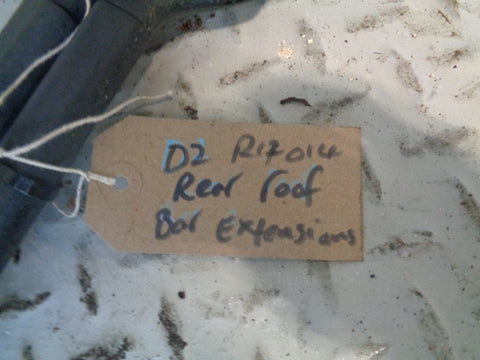 D2 R17014
Rear roof
Bar Extensions